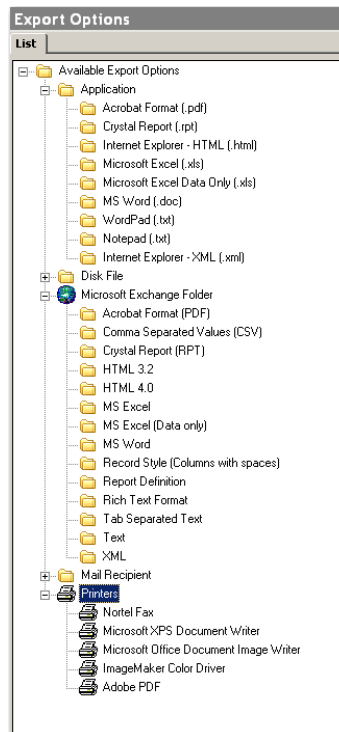 Export Options
List
Available Export Options
Application
Acrobat Format (.pdf)
Crystal Report (.rpt)
Internet Explorer - HTML (.html)
Microsoft Excel (.xls)
Microsoft Excel Data Only (.xls)
MS Word (.doc)
WordPad (.txt)
Notepad (.txt)
Internet Explorer - XML (.xml)
Disk File
Microsoft Exchange Folder
Acrobat Format (PDF)
Comma Separated Values (CSV)
Crystal Report (RPT)
HTML 3.2
HTML 4.0
MS Excel
MS Excel (Data only)
MS Word
Record Style (Columns with spaces)
Report Definition
Rich Text Format
Tab Separated Text
Text
XML
Mail Recipient
Printers
Nortel Fax
Microsoft XPS Document Writer
Microsoft Office Document Image Writer
ImageMaker Color Driver
Adobe PDF